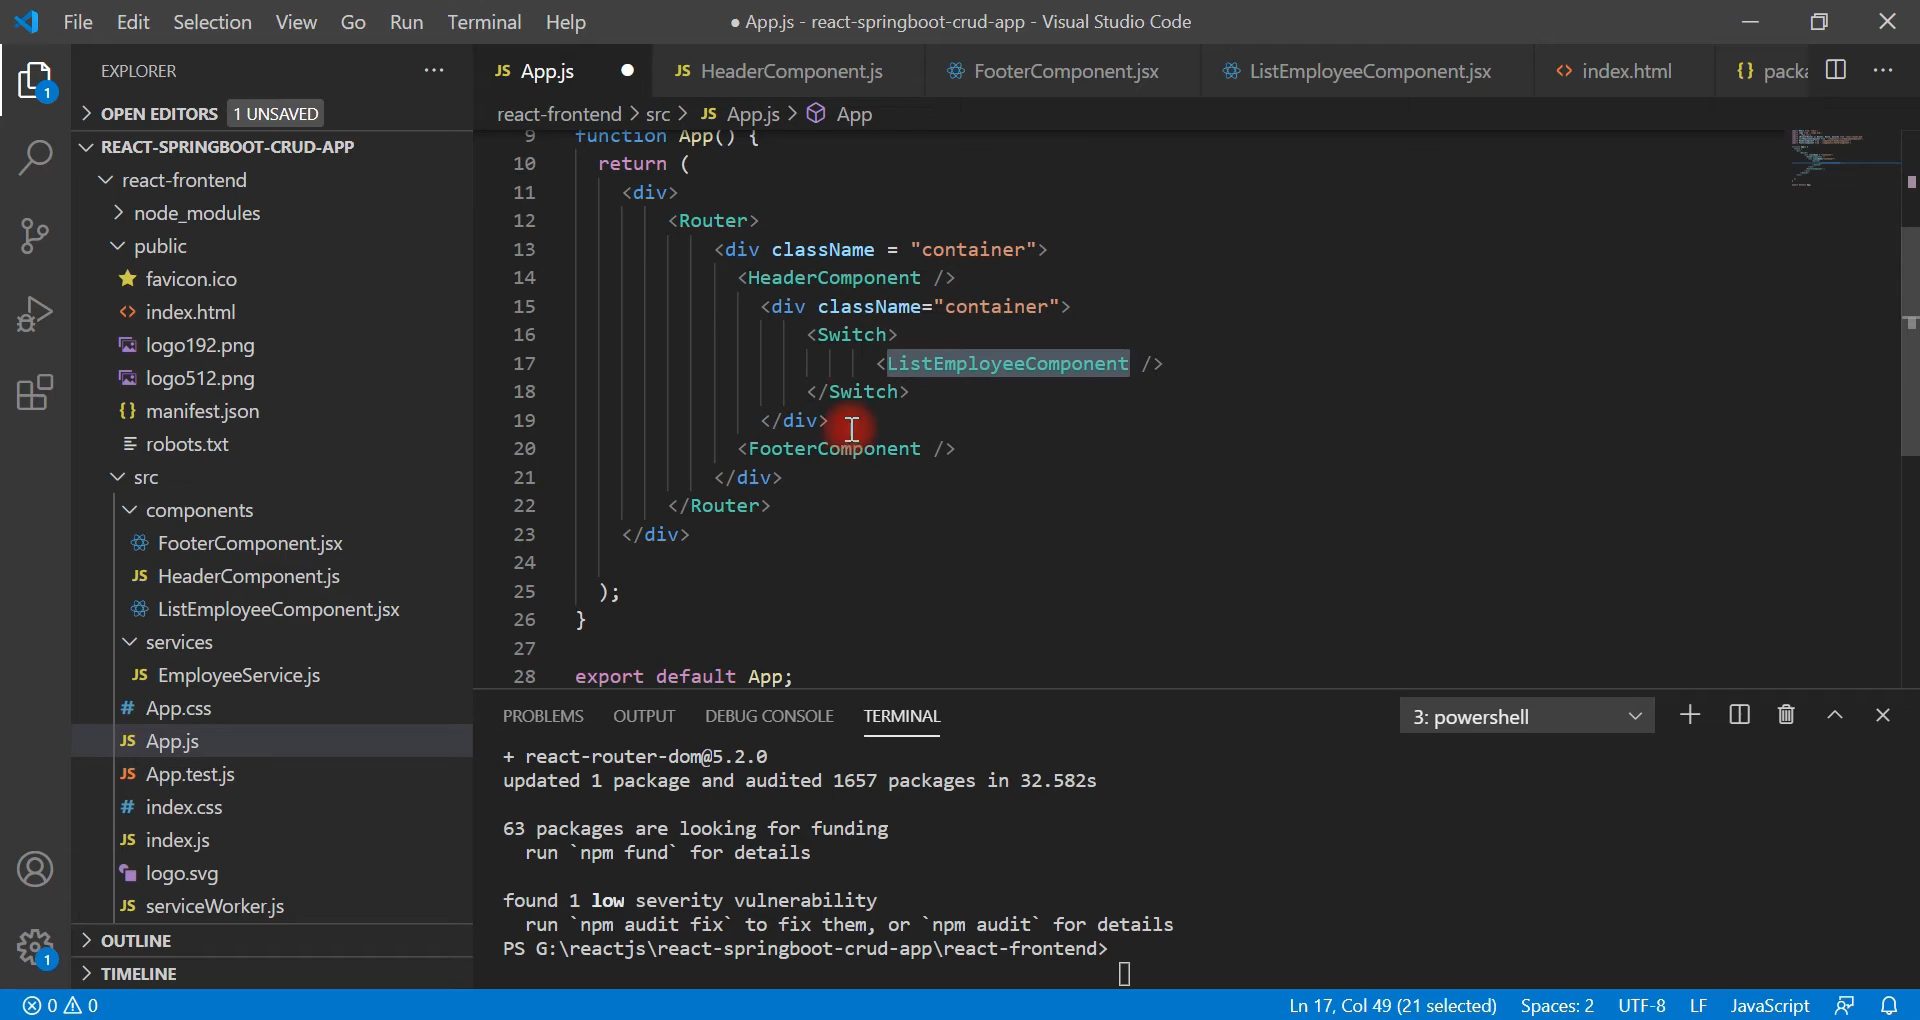 File Edit Selection View Go Run Terminal Help
● App.js - react-springboot-crud-app - Visual Studio Code
EXPLORER
JS App.js
JS HeaderComponent.js
FooterComponent.jsx
ListEmployeeComponent.jsx
<> index.html
{} packa
1
OPEN EDITORS 1 UNSAVED
REACT-SPRINGBOOT-CRUD-APP
react-frontend
node_modules
public
favicon.ico
<> index.html
logo192.png
logo512.png
{} manifest.json
robots.txt
src
components
FooterComponent.jsx
JS HeaderComponent.js
ListEmployeeComponent.jsx
services
JS EmployeeService.js
# App.css
JS App.js
JS App.test.js
# index.css
JS index.js
logo.svg
JS serviceWorker.js
OUTLINE
TIMELINE
1
react-frontend > src > JS App.js > App
9 function App() {
10 return (
11 <div>
12 <Router>
13 <div className = "container">
14 <HeaderComponent />
15 <div className="container">
16 <Switch>
17 <ListEmployeeComponent />
18 </Switch>
19 </div>
20 <FooterComponent />
21 </div>
22 </Router>
23 </div>
24
25 );
26 }
27
28 export default App;
PROBLEMS OUTPUT DEBUG CONSOLE TERMINAL
3: powershell
+ react-router-dom@5.2.0
updated 1 package and audited 1657 packages in 32.582s
63 packages are looking for funding
run `npm fund` for details
found 1 low severity vulnerability
run `npm audit fix` to fix them, or `npm audit` for details
PS G:\reactjs\react-springboot-crud-app\react-frontend>
0 0
Ln 17, Col 49 (21 selected) Spaces: 2 UTF-8 LF JavaScript